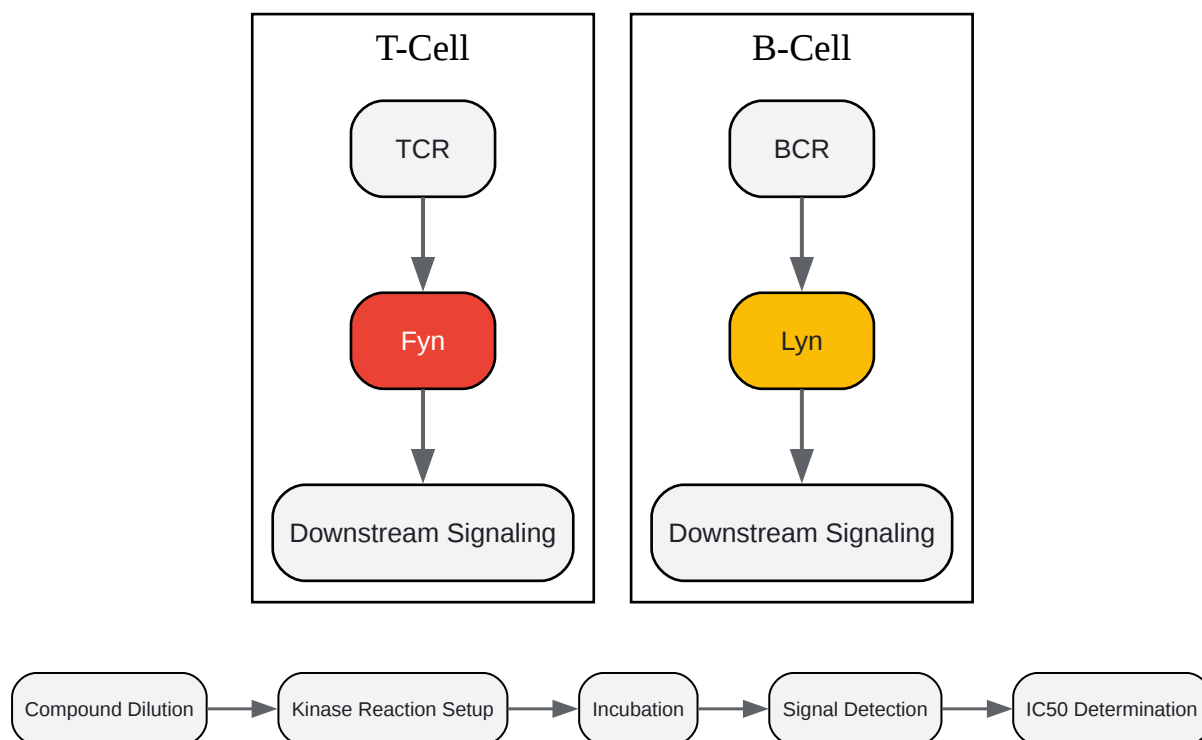 T-Cell
TCR
Fyn
Downstream Signaling
B-Cell
BCR
Lyn
Downstream Signaling
Compound Dilution
Kinase Reaction Setup
Incubation
Signal Detection
IC50 Determination